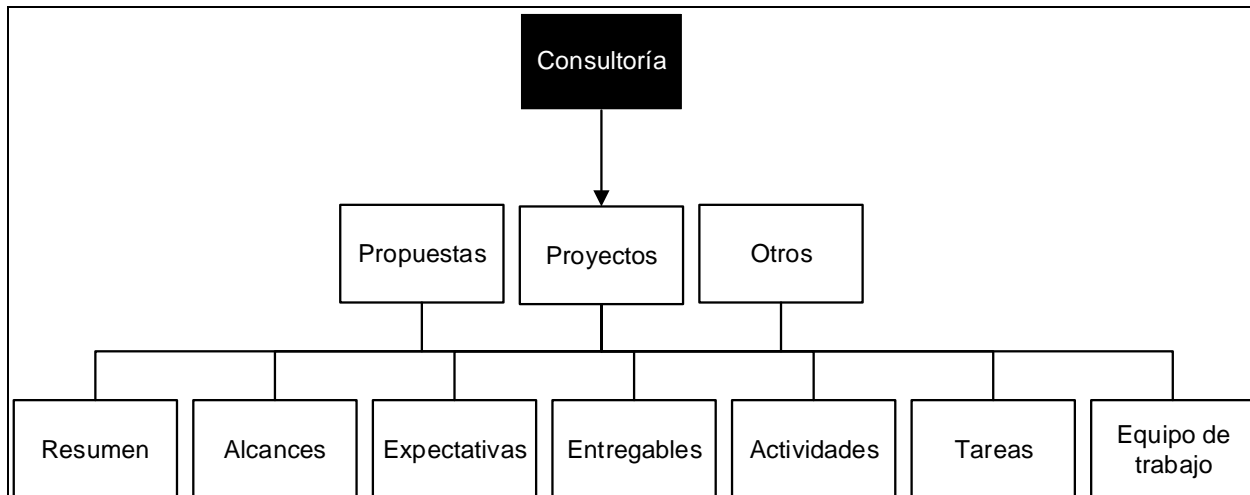 Consultoría
Propuestas
Proyectos
Otros
Resumen
Alcances
Expectativas
Entregables
Actividades
Tareas
Equipo de
trabajo